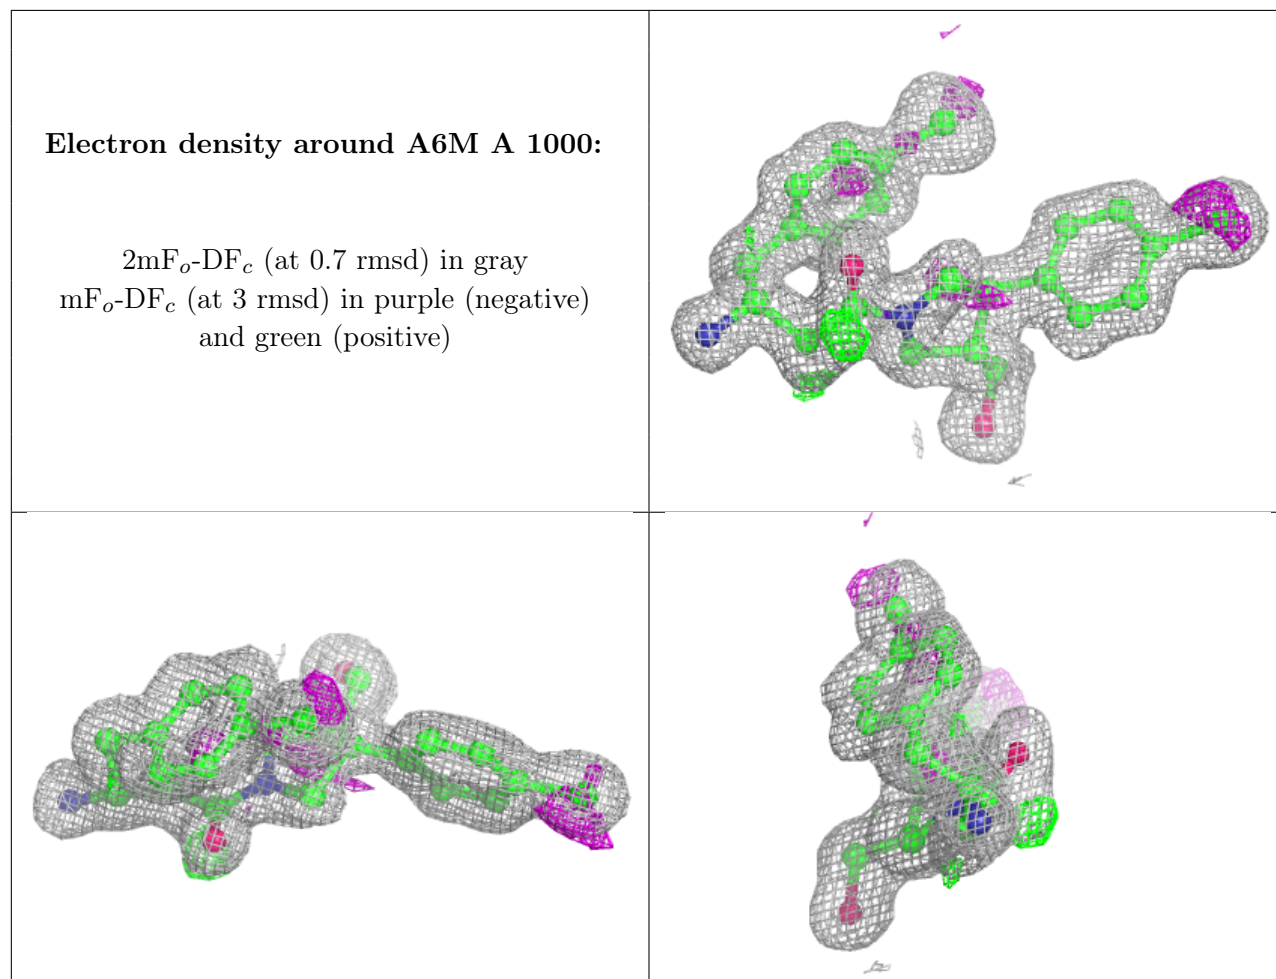 Electron density around A6M A 1000:
2mFo-DFc (at 0.7 rmsd) in gray
mFo-DFc (at 3 rmsd) in purple (negative)
and green (positive)